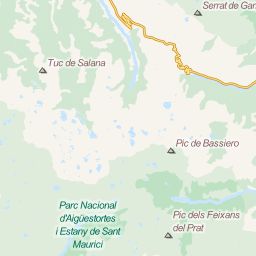 Serrat de Gar
Tuc de Salana
Pic de Bassiero
Parc Nacional
d'Aigüestortes
i Estany de Sant
Maurici
Pic dels Feixans
del Prat